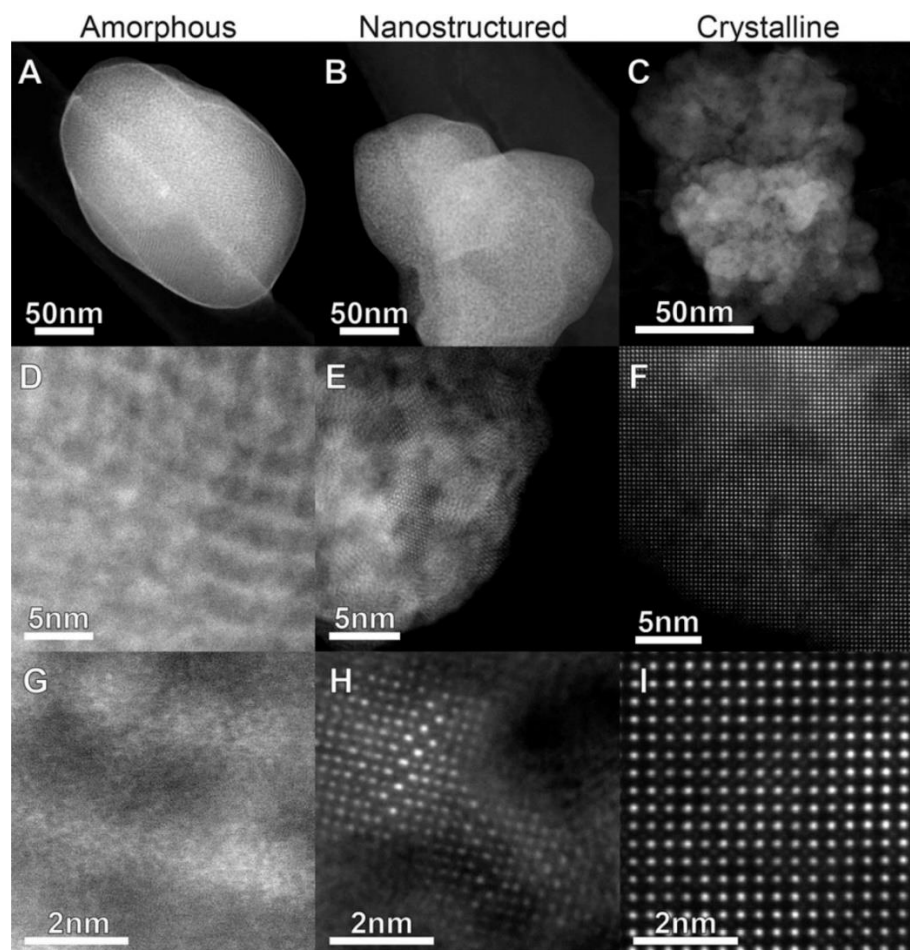 Amorphous Nanostructured Crystalline
A B C
50nm 50nm 50nm
D E F
5nm 5nm 5nm
G H I
2nm 2nm 2nm